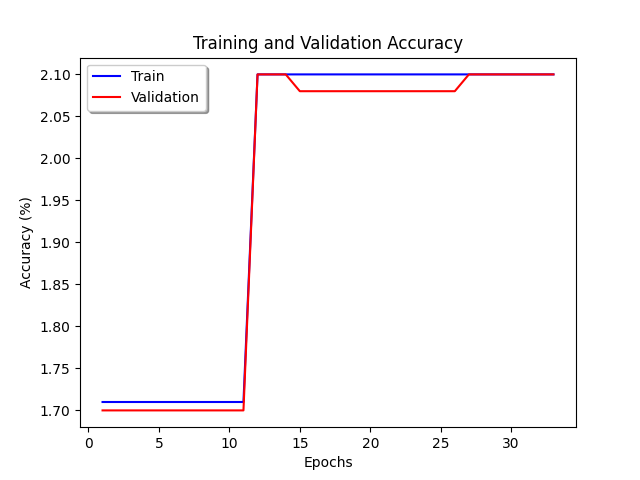 Training and Validation Accuracy
Train
Validation
2.10
2.05
2.00
1.95
1.90
1.85
1.80
1.75
1.70
Accuracy (%)
0 5 10 15 20 25 30
Epochs